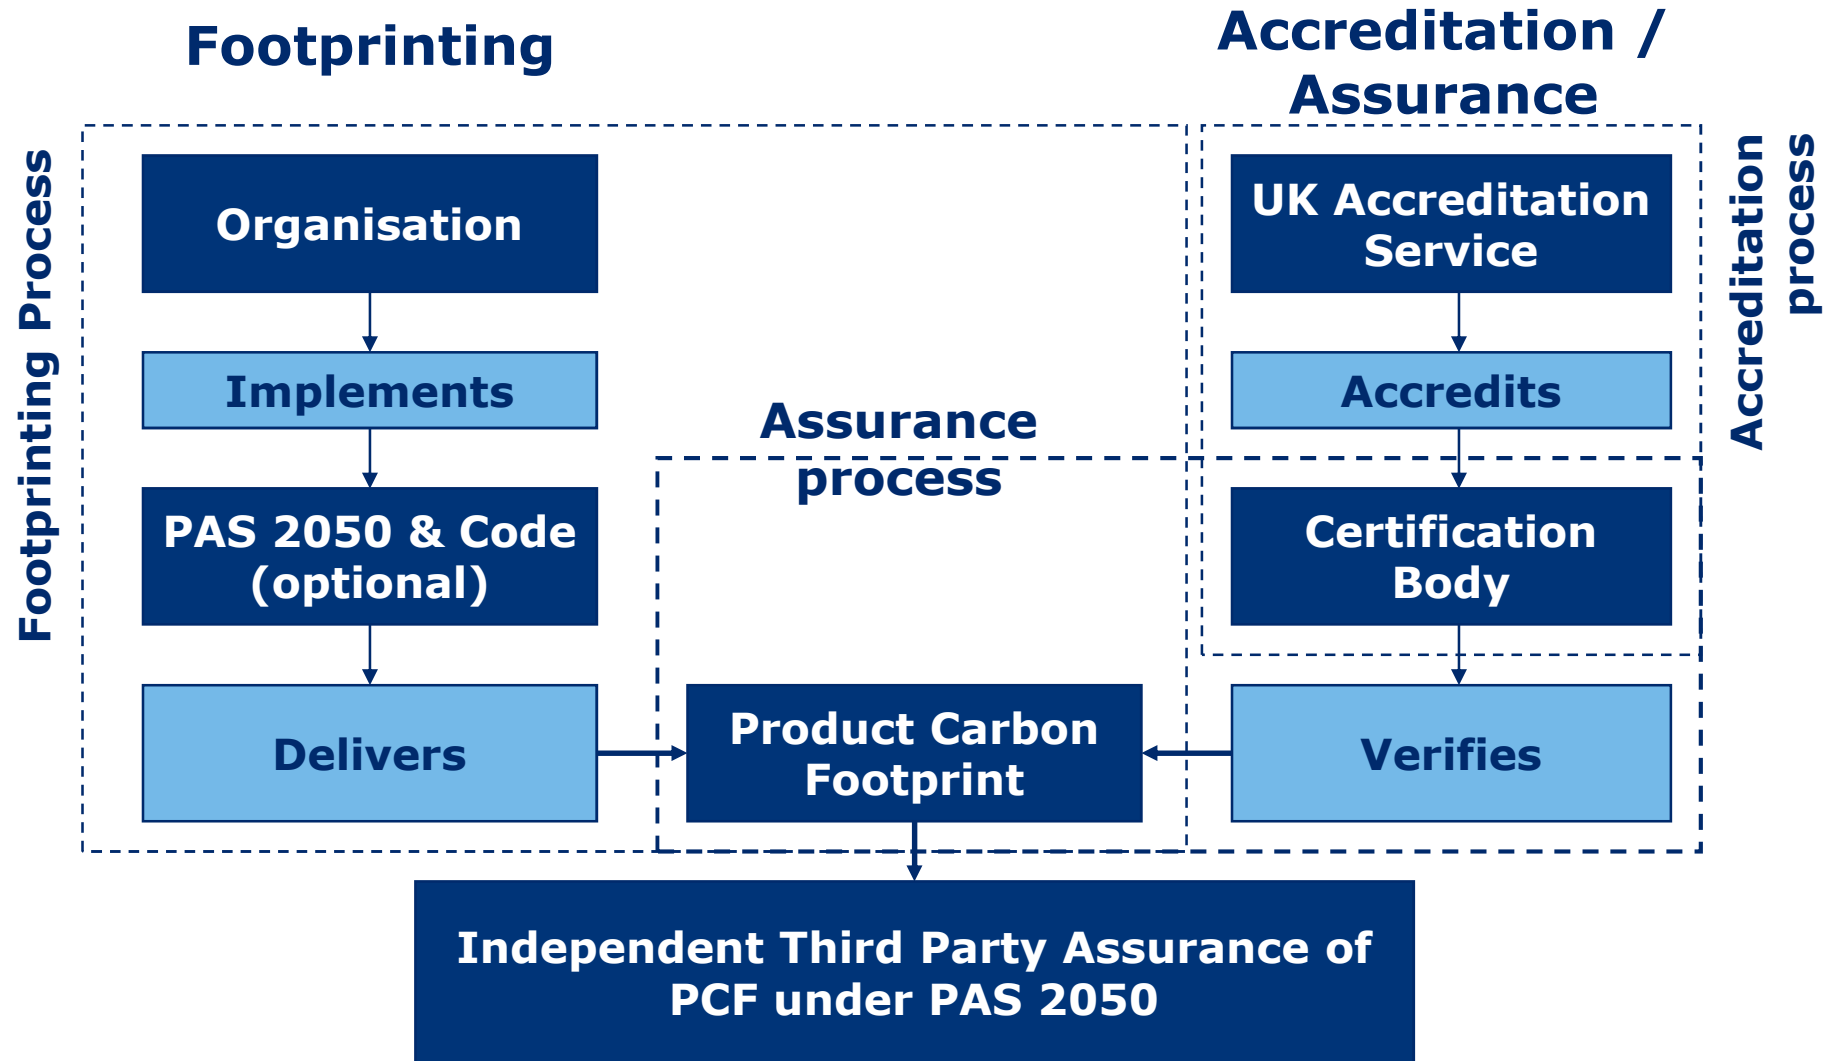 Footprinting
Accreditation /
Assurance
Footprinting Process
Organisation
Implements
PAS 2050 & Code
(optional)
Delivers
Assurance
process
Product Carbon
Footprint
UK Accreditation
Service
Accredits
Certification
Body
Verifies
Accreditation
process
Independent Third Party Assurance of
PCF under PAS 2050